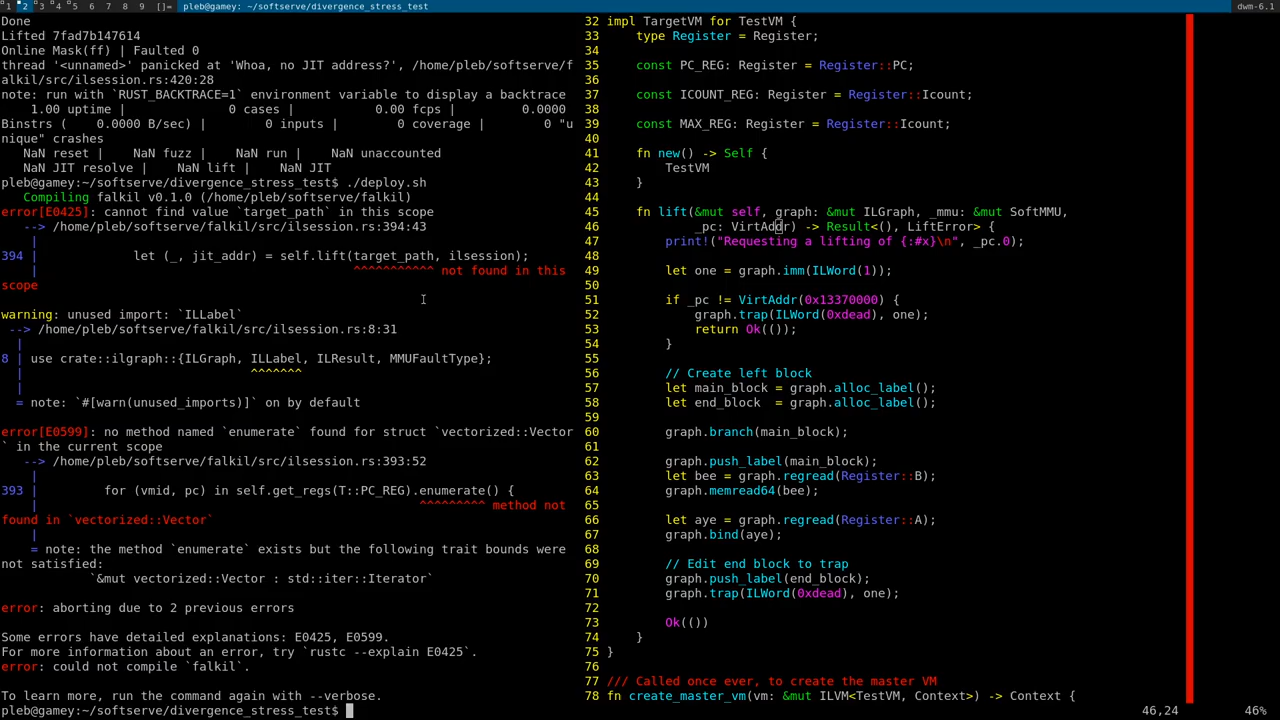 1 2 3 4 5 6 7 8 9 []= pleb@gamey: ~/softserve/divergence_stress_test dwm-6.1
Done
Lifted 7fad7b147614
Online Mask(ff) | Faulted 0
thread '<unnamed>' panicked at 'Whoa, no JIT address?', /home/pleb/softserve/f
alkil/src/ilsession.rs:420:28
note: run with `RUST_BACKTRACE=1` environment variable to display a backtrace
1.00 uptime | 0 cases | 0.00 fcps | 0.0000
Binstrs ( 0.0000 B/sec) | 0 inputs | 0 coverage | 0 "u
nique" crashes
NaN reset | NaN fuzz | NaN run | NaN unaccounted
NaN JIT resolve | NaN lift | NaN JIT
pleb@gamey:~/softserve/divergence_stress_test$ ./deploy.sh
Compiling falkil v0.1.0 (/home/pleb/softserve/falkil)
error[E0425]: cannot find value `target_path` in this scope
--> /home/pleb/softserve/falkil/src/ilsession.rs:394:43
|
394 | let (_, jit_addr) = self.lift(target_path, ilsession);
| ^^^^^^^^^^^ not found in this
scope
warning: unused import: `ILLabel`
--> /home/pleb/softserve/falkil/src/ilsession.rs:8:31
|
8 | use crate::ilgraph::{ILGraph, ILLabel, ILResult, MMUFaultType};
| ^^^^^^^
|
= note: `#[warn(unused_imports)]` on by default
error[E0599]: no method named `enumerate` found for struct `vectorized::Vector
` in the current scope
--> /home/pleb/softserve/falkil/src/ilsession.rs:393:52
|
393 | for (vmid, pc) in self.get_regs(T::PC_REG).enumerate() {
| ^^^^^^^^^ method not
found in `vectorized::Vector`
|
= note: the method `enumerate` exists but the following trait bounds were
not satisfied:
`&mut vectorized::Vector : std::iter::Iterator`
error: aborting due to 2 previous errors
Some errors have detailed explanations: E0425, E0599.
For more information about an error, try `rustc --explain E0425`.
error: could not compile `falkil`.
To learn more, run the command again with --verbose.
pleb@gamey:~/softserve/divergence_stress_test$
32 impl TargetVM for TestVM {
33 type Register = Register;
34
35 const PC_REG: Register = Register::PC;
36
37 const ICOUNT_REG: Register = Register::Icount;
38
39 const MAX_REG: Register = Register::Icount;
40
41 fn new() -> Self {
42 TestVM
43 }
44
45 fn lift(&mut self, graph: &mut ILGraph, _mmu: &mut SoftMMU,
46 _pc: VirtAddr) -> Result<(), LiftError> {
47 print!("Requesting a lifting of {:#x}\n", _pc.0);
48
49 let one = graph.imm(ILWord(1));
50
51 if _pc != VirtAddr(0x13370000) {
52 graph.trap(ILWord(0xdead), one);
53 return Ok(());
54 }
55
56 // Create left block
57 let main_block = graph.alloc_label();
58 let end_block = graph.alloc_label();
59
60 graph.branch(main_block);
61
62 graph.push_label(main_block);
63 let bee = graph.regread(Register::B);
64 graph.memread64(bee);
65
66 let aye = graph.regread(Register::A);
67 graph.bind(aye);
68
69 // Edit end block to trap
70 graph.push_label(end_block);
71 graph.trap(ILWord(0xdead), one);
72
73 Ok(())
74 }
75 }
76
77 /// Called once ever, to create the master VM
78 fn create_master_vm(vm: &mut ILVM<TestVM, Context>) -> Context {
46,24 46%